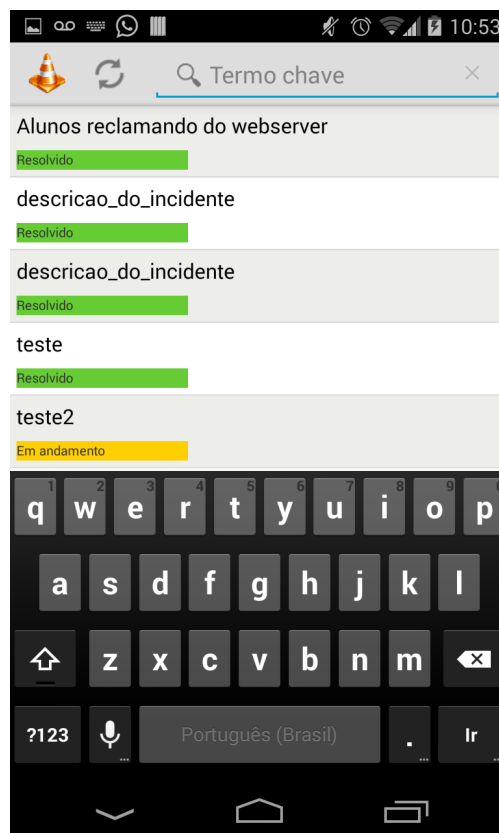 10:53
Termo chave
Alunos reclamando do webserver
Resolvido
descricao_do_incidente
Resolvido
descricao_do_incidente
Resolvido
teste
Resolvido
teste2
Em andamento
1 2 3 4 5 6 7 8 9
q w e r t y u i o p
a s d f g h j k l
z x c v b n m
?123 Português (Brasil) . Ir